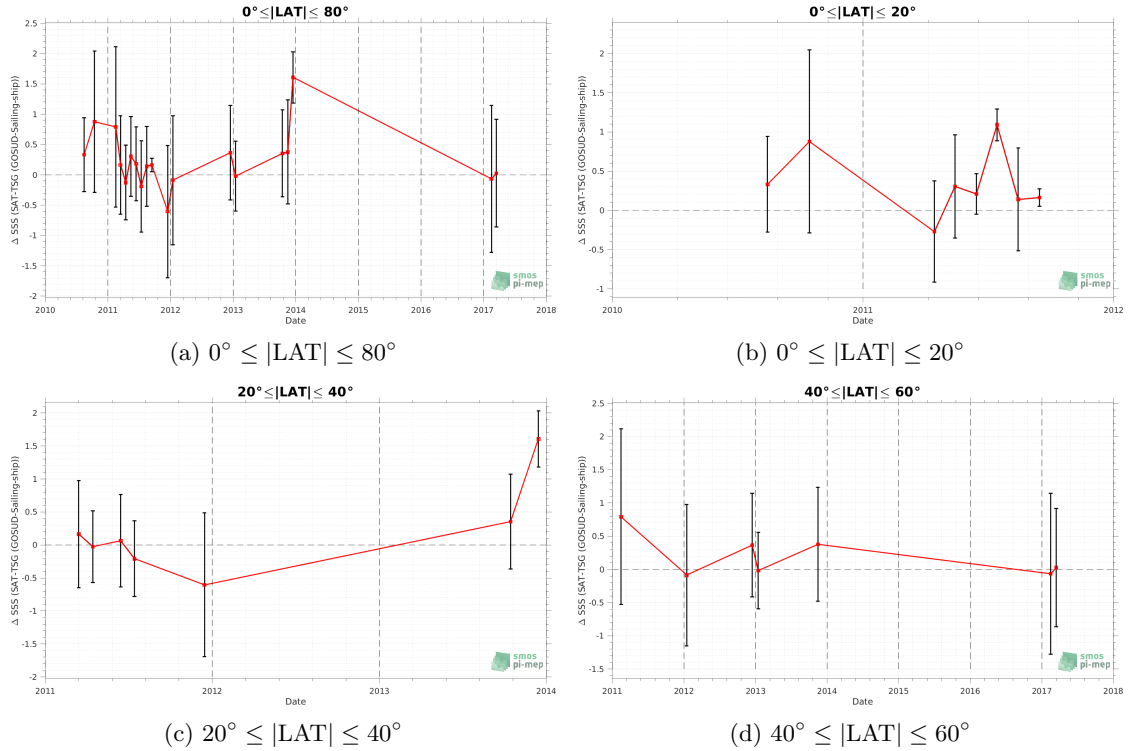 0°≤|LAT|≤ 80°
Δ SSS (SAT-TSG (GOSUD-Sailing-ship))
2.5
2
1.5
1
0.5
0
-0.5
-1
-1.5
-2
2010 2011 2012 2013 2014 2015 2016 2017 2018
Date
smos
pi-mep
(a) 0° ≤ |LAT| ≤ 80°
0°≤|LAT|≤ 20°
Δ SSS (SAT-TSG (GOSUD-Sailing-ship))
2
1.5
1
0.5
0
-0.5
-1
2010 2011 2012
Date
smos
pi-mep
(b) 0° ≤ |LAT| ≤ 20°
20°≤|LAT|≤ 40°
Δ SSS (SAT-TSG (GOSUD-Sailing-ship))
2
1.5
1
0.5
0
-0.5
-1
-1.5
-2
2011 2012 2013 2014
Date
smos
pi-mep
(c) 20° ≤ |LAT| ≤ 40°
40°≤|LAT|≤ 60°
Δ SSS (SAT-TSG (GOSUD-Sailing-ship))
2.5
2
1.5
1
0.5
0
-0.5
-1
-1.5
2011 2012 2013 2014 2015 2016 2017 2018
Date
smos
pi-mep
(d) 40° ≤ |LAT| ≤ 60°